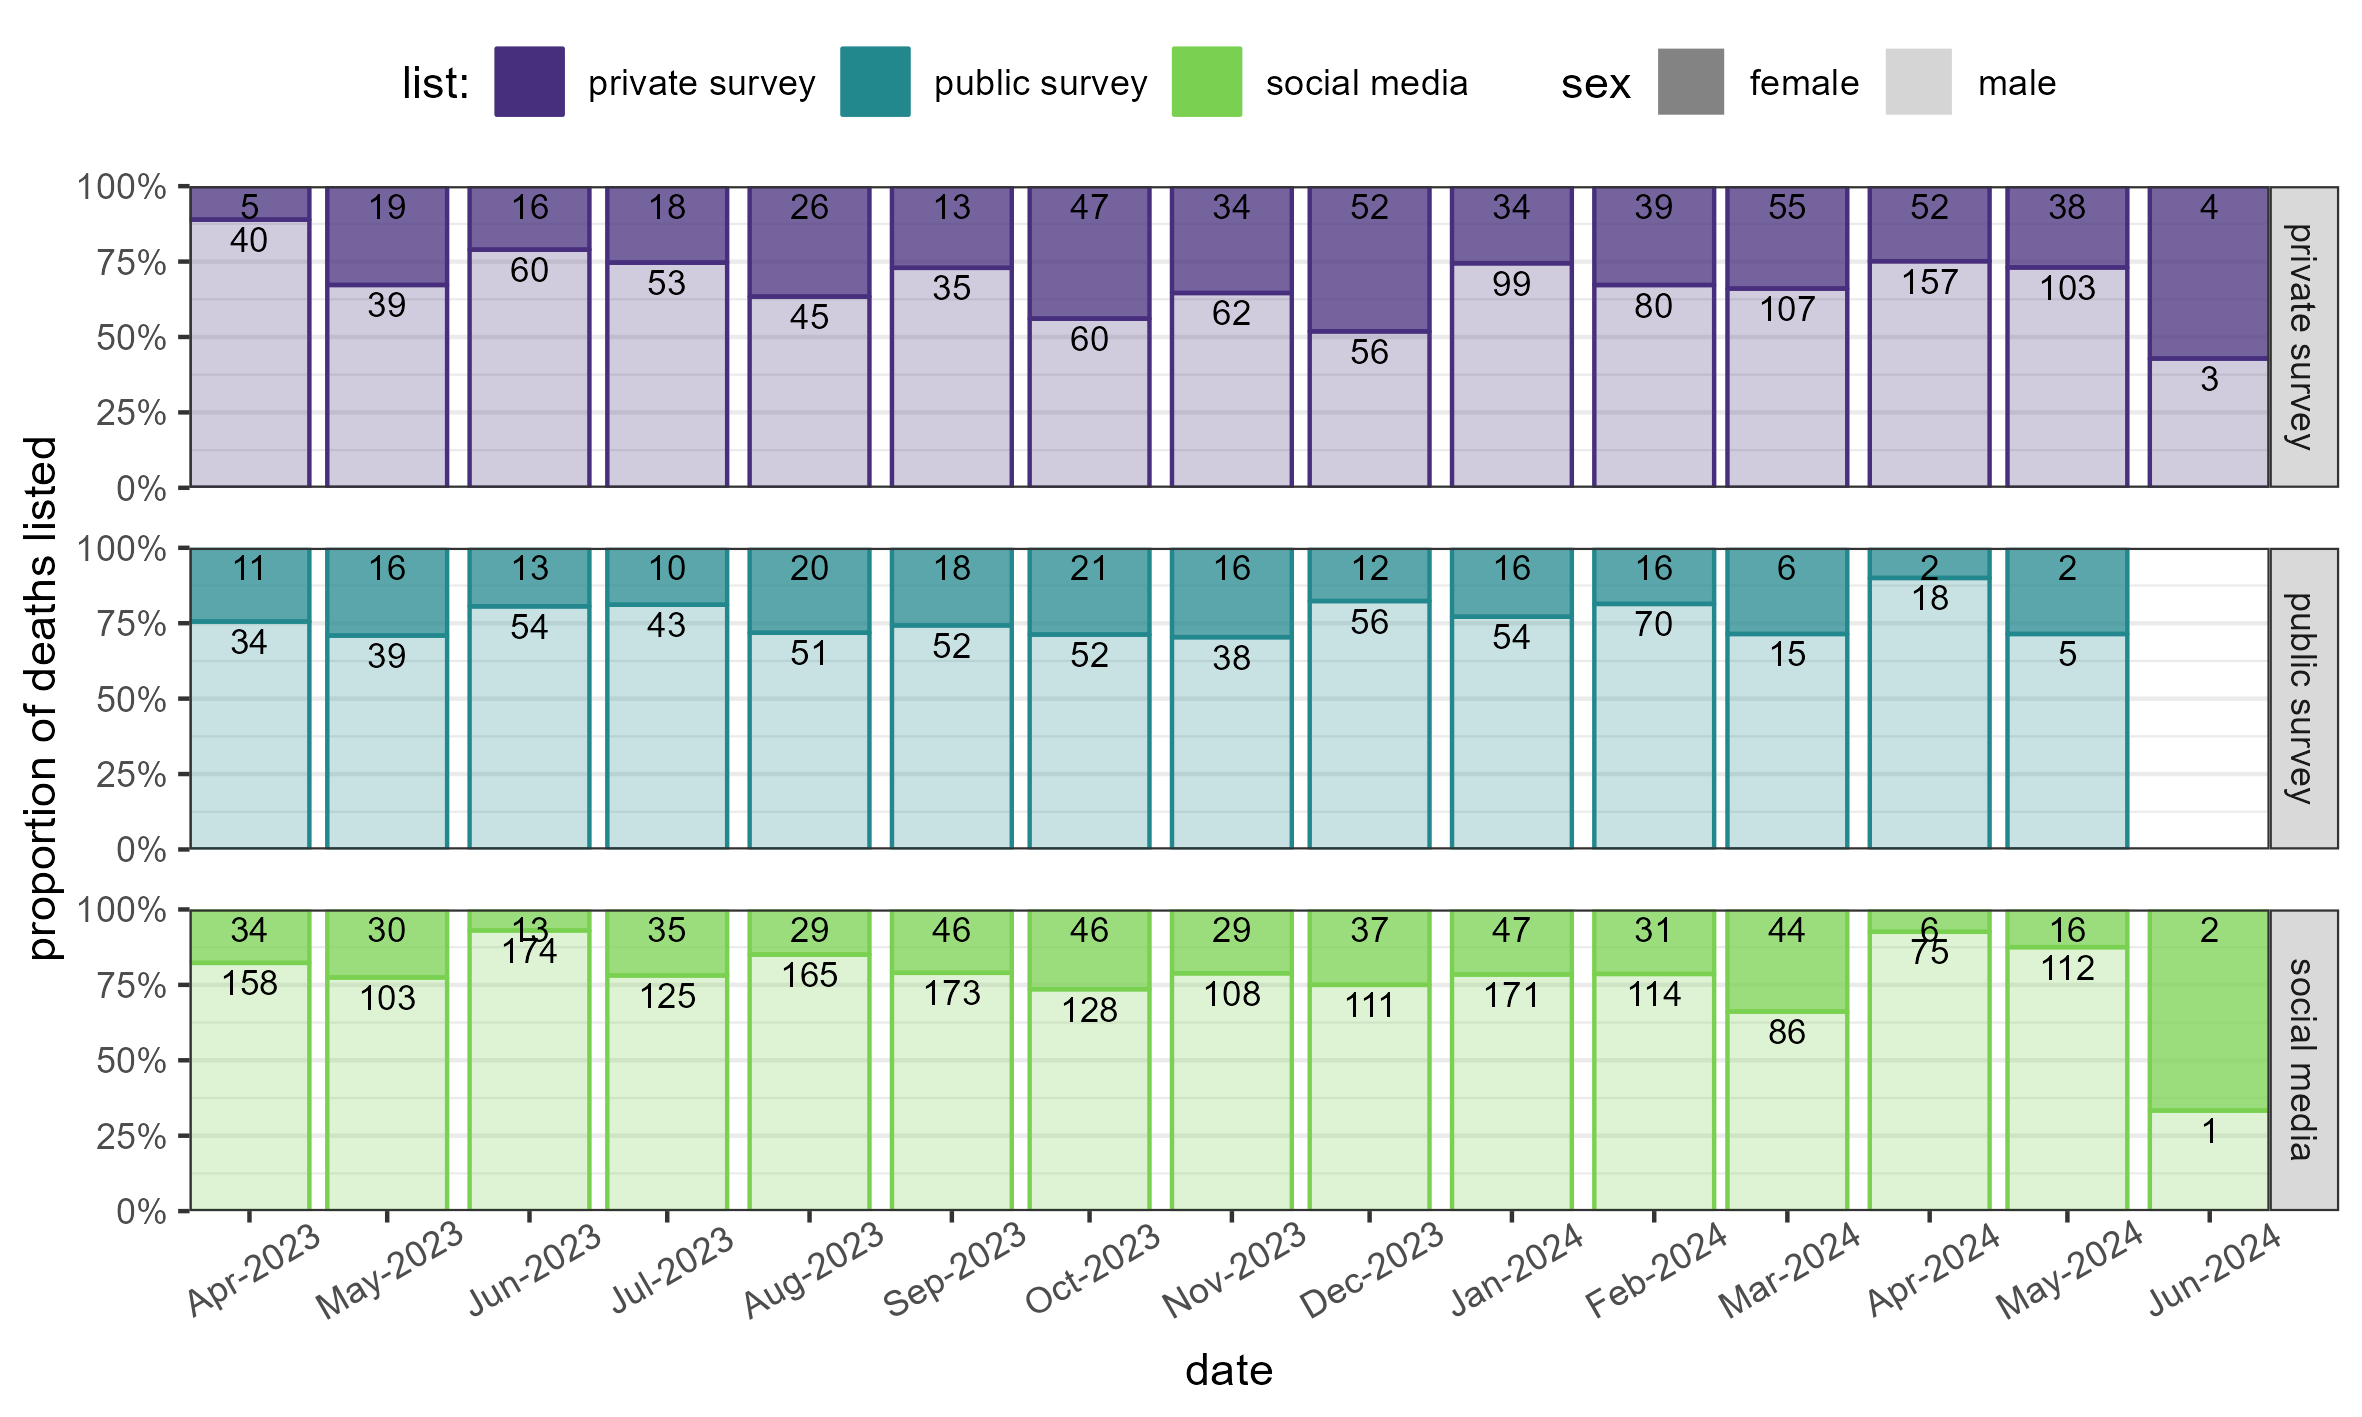 list: private survey public survey social media sex female male
100% 5 19 16 18 26 13 47 34 52 34 39 55 52 38 4
40 39 60 53 45 35 60 62 56 99 80 107 157 103 3
75%
50%
25%
0%
private survey
100% 11 16 13 10 20 18 21 16 12 16 16 6 2 2
34 39 54 43 51 52 52 38 56 54 70 15 18 5
75%
50%
25%
0%
public survey
100% 34 30 13 35 29 46 46 29 37 47 31 44 6 16 2
158 103 174 125 165 173 128 108 111 171 114 86 75 112 1
75%
50%
25%
0%
social media
proportion of deaths listed
Apr-2023 May-2023 Jun-2023 Jul-2023 Aug-2023 Sep-2023 Oct-2023 Nov-2023 Dec-2023 Jan-2024 Feb-2024 Mar-2024 Apr-2024 May-2024 Jun-2024
date